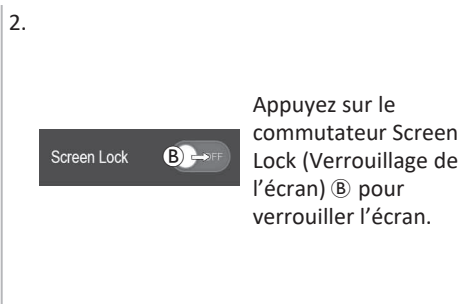 2.
Screen Lock Ⓑ OFF
Appuyez sur le
commutateur Screen
Lock (Verrouillage de
l’écran) Ⓑ pour
verrouiller l’écran.